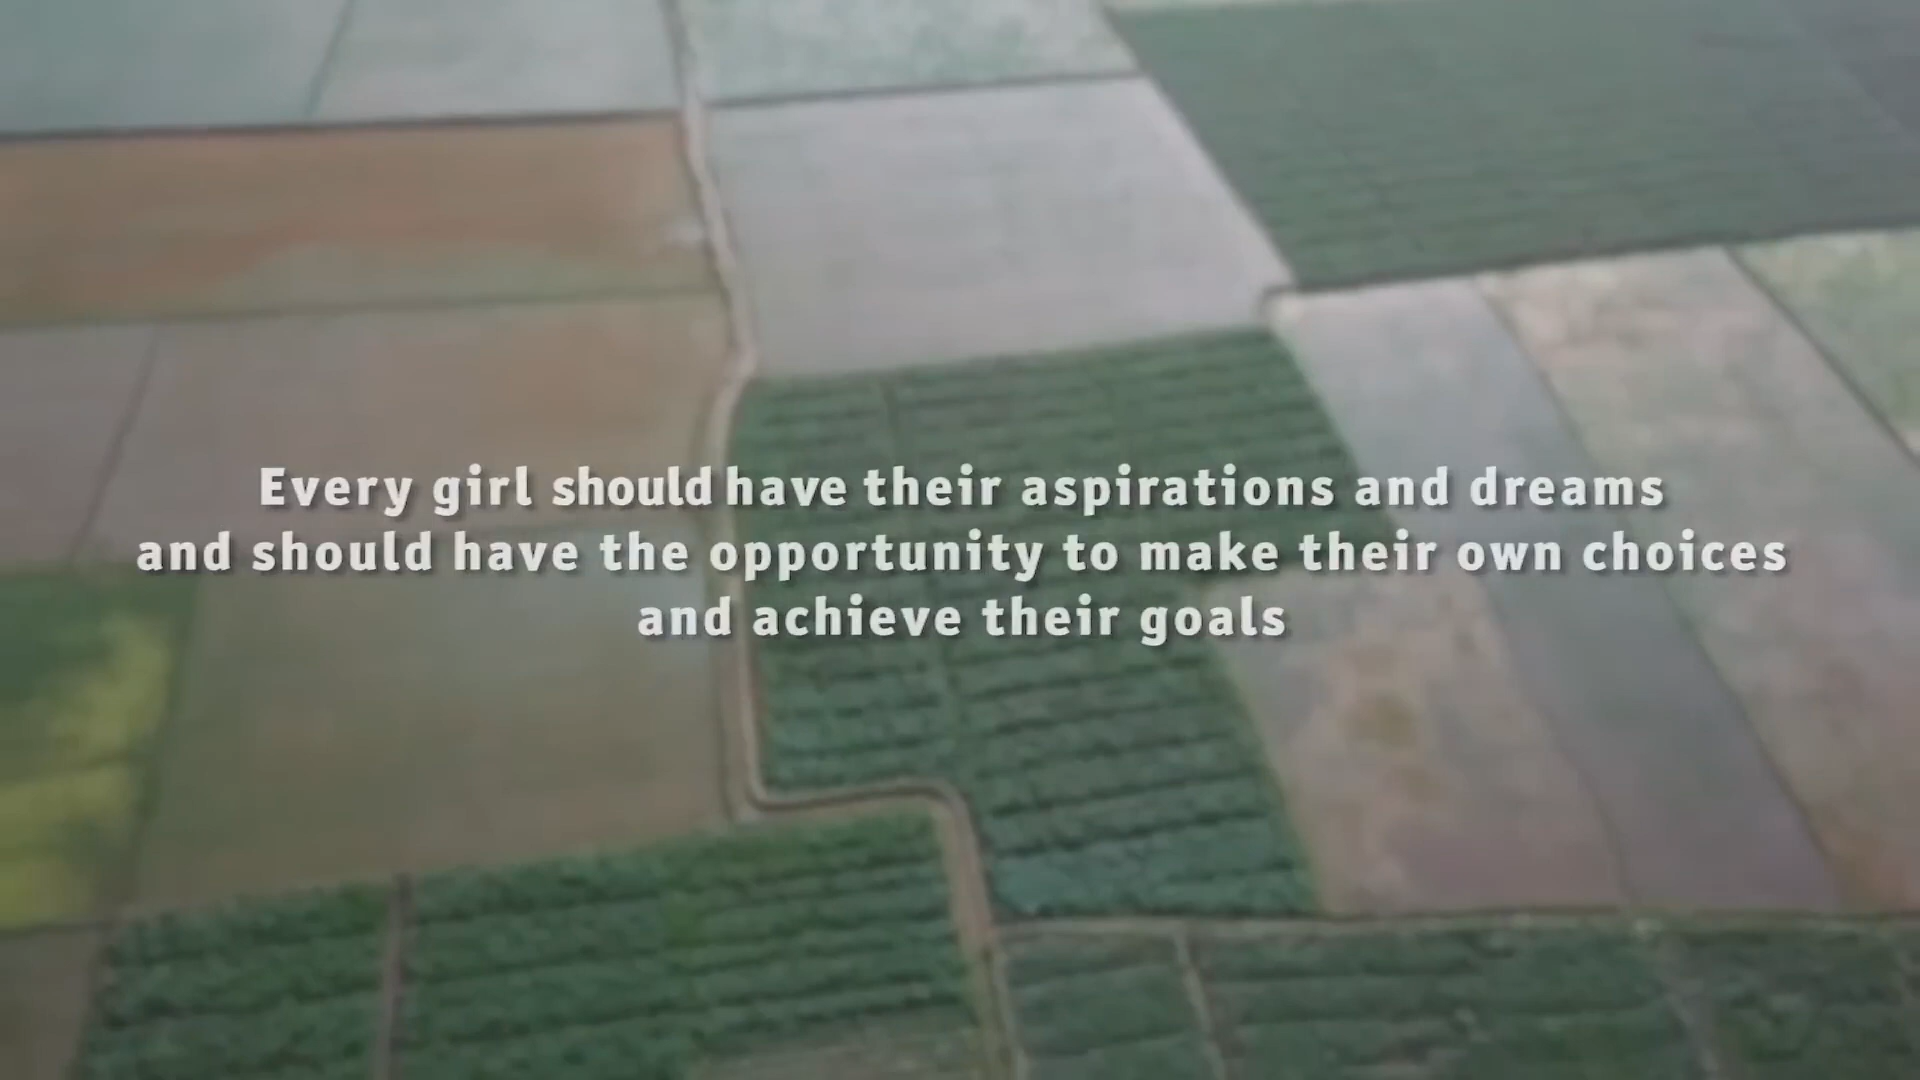 Every girl should have their aspirations and dreams
and should have the opportunity to make their own choices
and achieve their goals